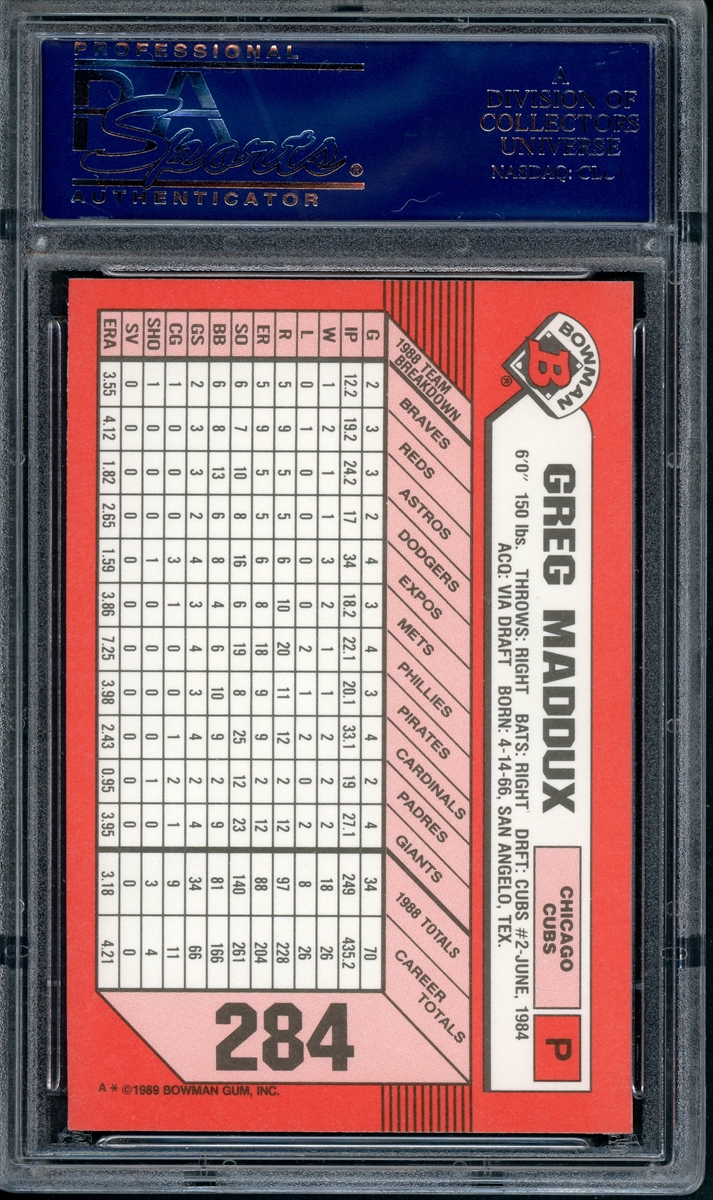 PROFESSIONAL
PSA
Sports®
AUTHENTICATOR
A
DIVISION OF
COLLECTORS
UNIVERSE
NASDAQ: CLCT
BOWMAN
B®
GREG MADDUX
CHICAGO
CUBS
P
6'0" 150 lbs. THROWS: RIGHT BATS: RIGHT DRFT: CUBS #2-JUNE, 1984
ACQ: VIA DRAFT BORN: 4-14-66, SAN ANGELO, TEX.
1988 TEAM BREAKDOWN BRAVES REDS ASTROS DODGERS EXPOS METS PHILLIES PIRATES CARDINALS PADRES GIANTS 1988 TOTALS CAREER TOTALS
G 2 3 3 2 4 3 4 3 4 2 4 34 70
IP 12.2 19.2 24.2 17 34 18.2 22.1 20.1 33.1 19 27.1 249 435.2
W 1 2 1 1 3 2 1 1 2 2 2 18 26
L 0 1 0 0 0 0 2 1 2 0 2 8 26
R 5 9 5 5 6 10 20 11 12 2 12 97 228
ER 5 9 5 5 6 8 18 9 9 2 12 88 204
SO 6 7 10 8 16 6 19 8 25 12 23 140 261
BB 6 8 13 6 8 4 6 10 9 2 9 81 166
GS 2 3 3 2 4 3 4 3 4 2 4 34 66
CG 1 0 0 0 3 1 0 0 1 2 1 9 11
SHO 1 0 0 0 1 0 0 0 0 1 0 3 4
SV 0 0 0 0 0 0 0 0 0 0 0 0 0
ERA 3.55 4.12 1.82 2.65 1.59 3.86 7.25 3.98 2.43 0.95 3.95 3.18 4.21
284
A * ©1989 BOWMAN GUM, INC.